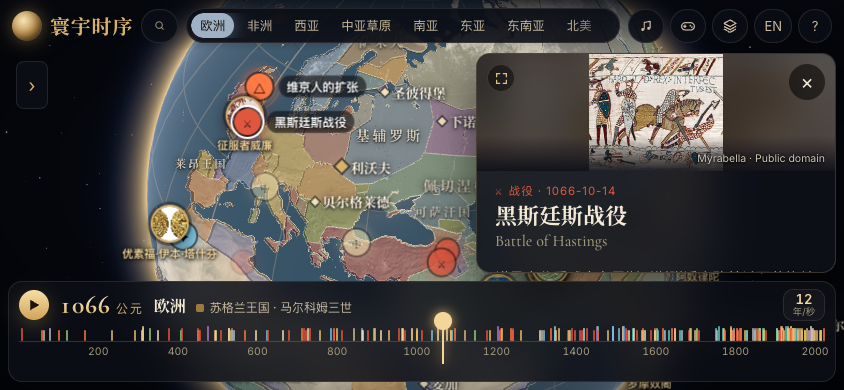 寰宇时序
欧洲
非洲
西亚
中亚草原
南亚
东亚
东南亚
北美
EN
?
维京人的扩张
圣彼得堡
黑斯廷斯战役
征服者威廉
基辅罗斯
下诺
莱昂王国
利沃夫
佩切涅
贝尔格莱德
可萨汗国
优素福·伊本·塔什芬
Myrabella · Public domain
战役 · 1066-10-14
黑斯廷斯战役
Battle of Hastings
1066 公元 欧洲 苏格兰王国 · 马尔科姆三世
12
年/秒
200 400 600 800 1000 1200 1400 1600 1800 2000